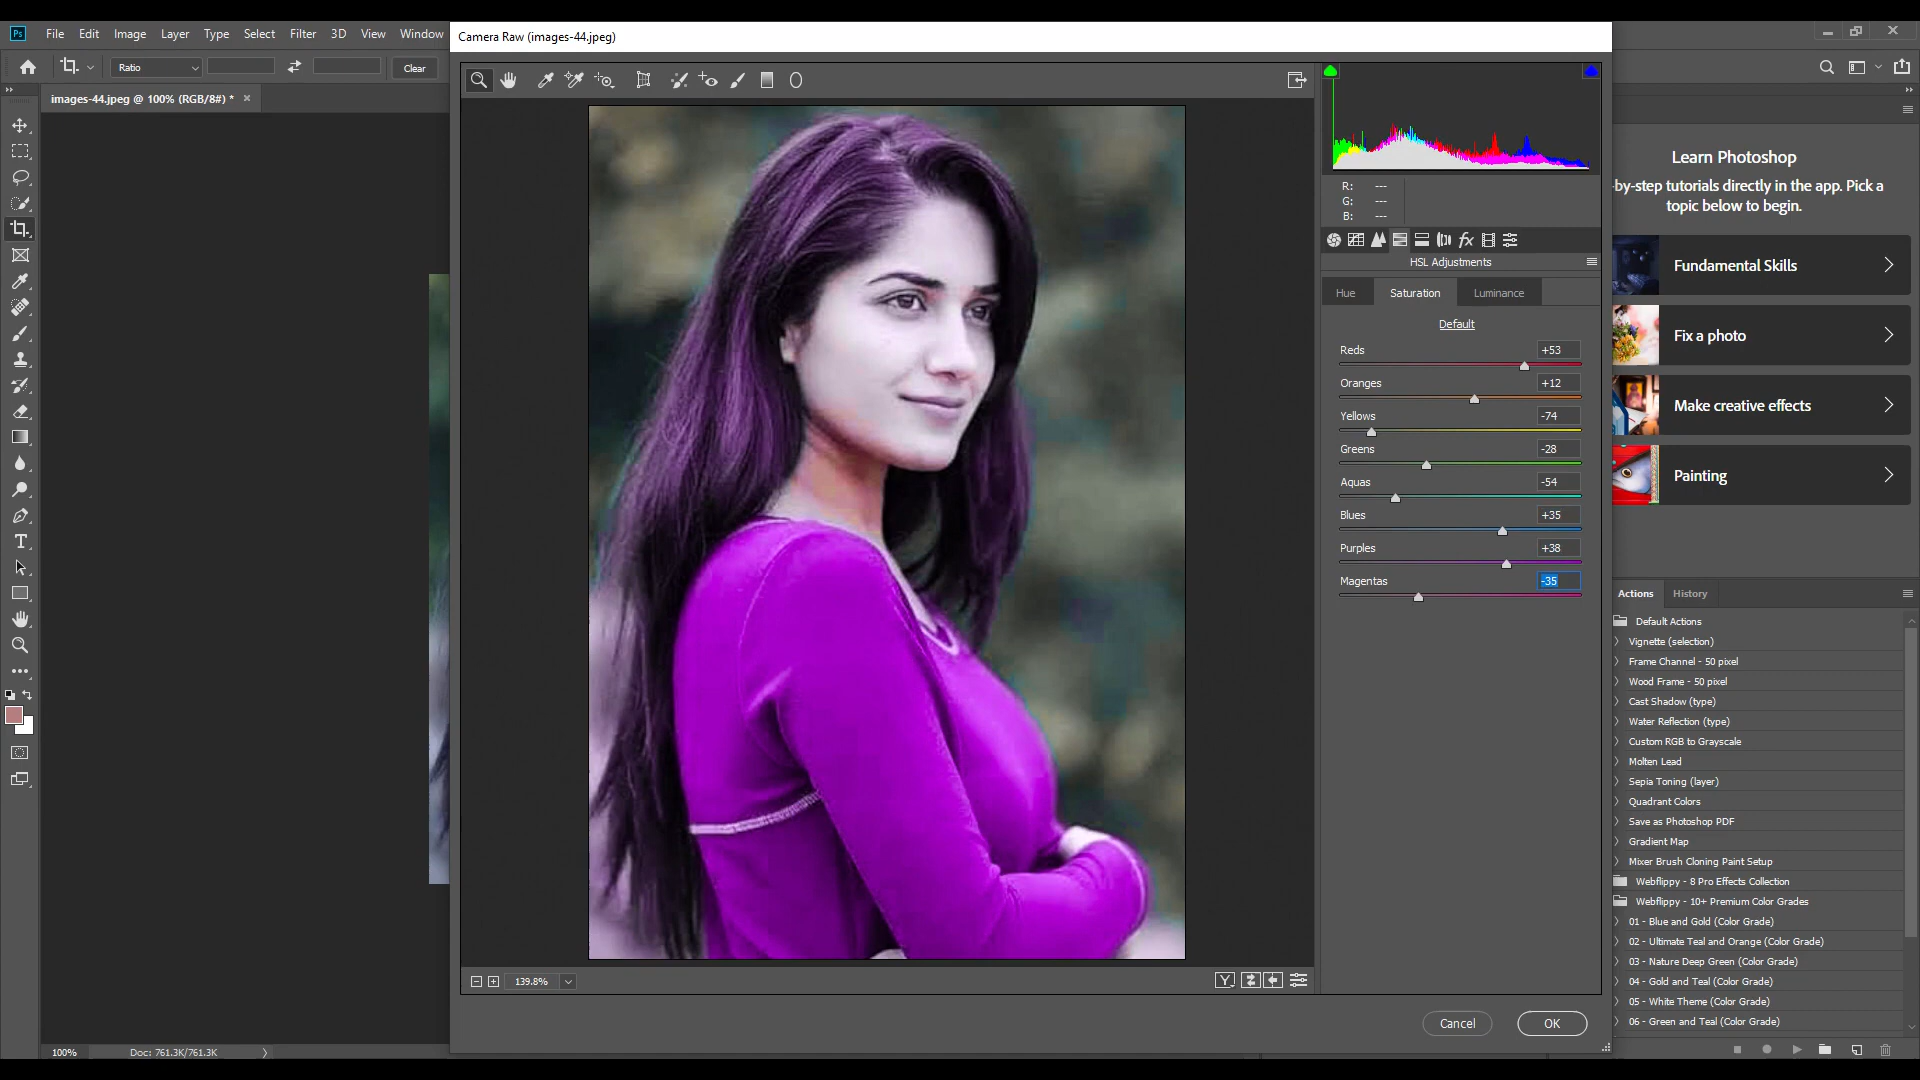 Ps File Edit Image Layer Type Select Filter 3D View Window
Ratio Clear
images-44.jpeg @ 100% (RGB/8#) * ×
Camera Raw (images-44.jpeg)
R: ---
G: ---
B: ---
HSL Adjustments
Hue Saturation Luminance
Default
Reds +53
Oranges +12
Yellows -74
Greens -28
Aquas -54
Blues +35
Purples +38
Magentas -35
139.8%
Cancel OK
100% Doc: 761.3K/761.3K
Learn Photoshop
-by-step tutorials directly in the app. Pick a
topic below to begin.
Fundamental Skills
Fix a photo
Make creative effects
Painting
Actions History
Default Actions
Vignette (selection)
Frame Channel - 50 pixel
Wood Frame - 50 pixel
Cast Shadow (type)
Water Reflection (type)
Custom RGB to Grayscale
Molten Lead
Sepia Toning (layer)
Quadrant Colors
Save as Photoshop PDF
Gradient Map
Mixer Brush Cloning Paint Setup
Webflippy - 8 Pro Effects Collection
Webflippy - 10+ Premium Color Grades
01 - Blue and Gold (Color Grade)
02 - Ultimate Teal and Orange (Color Grade)
03 - Nature Deep Green (Color Grade)
04 - Gold and Teal (Color Grade)
05 - White Theme (Color Grade)
06 - Green and Teal (Color Grade)